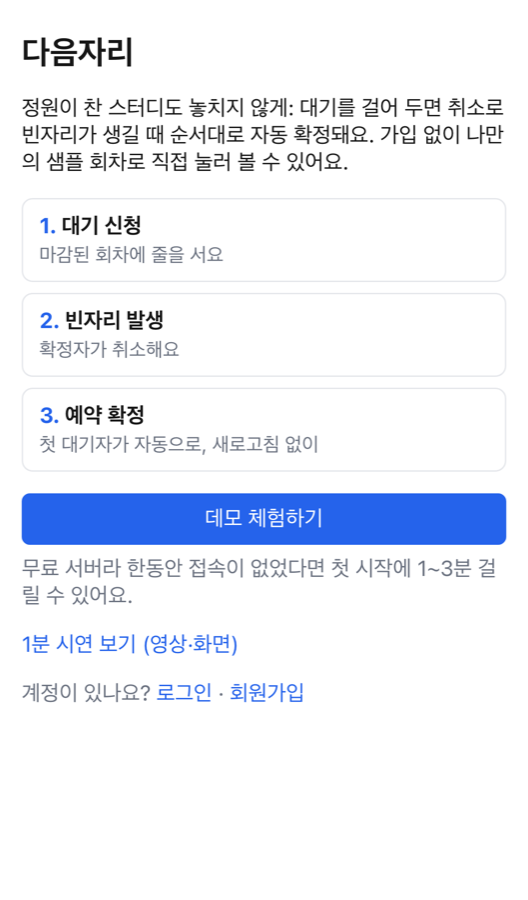 다음자리
정원이 찬 스터디도 놓치지 않게: 대기를 걸어 두면 취소로
빈자리가 생길 때 순서대로 자동 확정돼요. 가입 없이 나만
의 샘플 회차로 직접 눌러 볼 수 있어요.
1. 대기 신청
마감된 회차에 줄을 서요
2. 빈자리 발생
확정자가 취소해요
3. 예약 확정
첫 대기자가 자동으로, 새로고침 없이
데모 체험하기
무료 서버라 한동안 접속이 없었다면 첫 시작에 1~3분 걸
릴 수 있어요.
1분 시연 보기 (영상·화면)
계정이 있나요? 로그인 · 회원가입